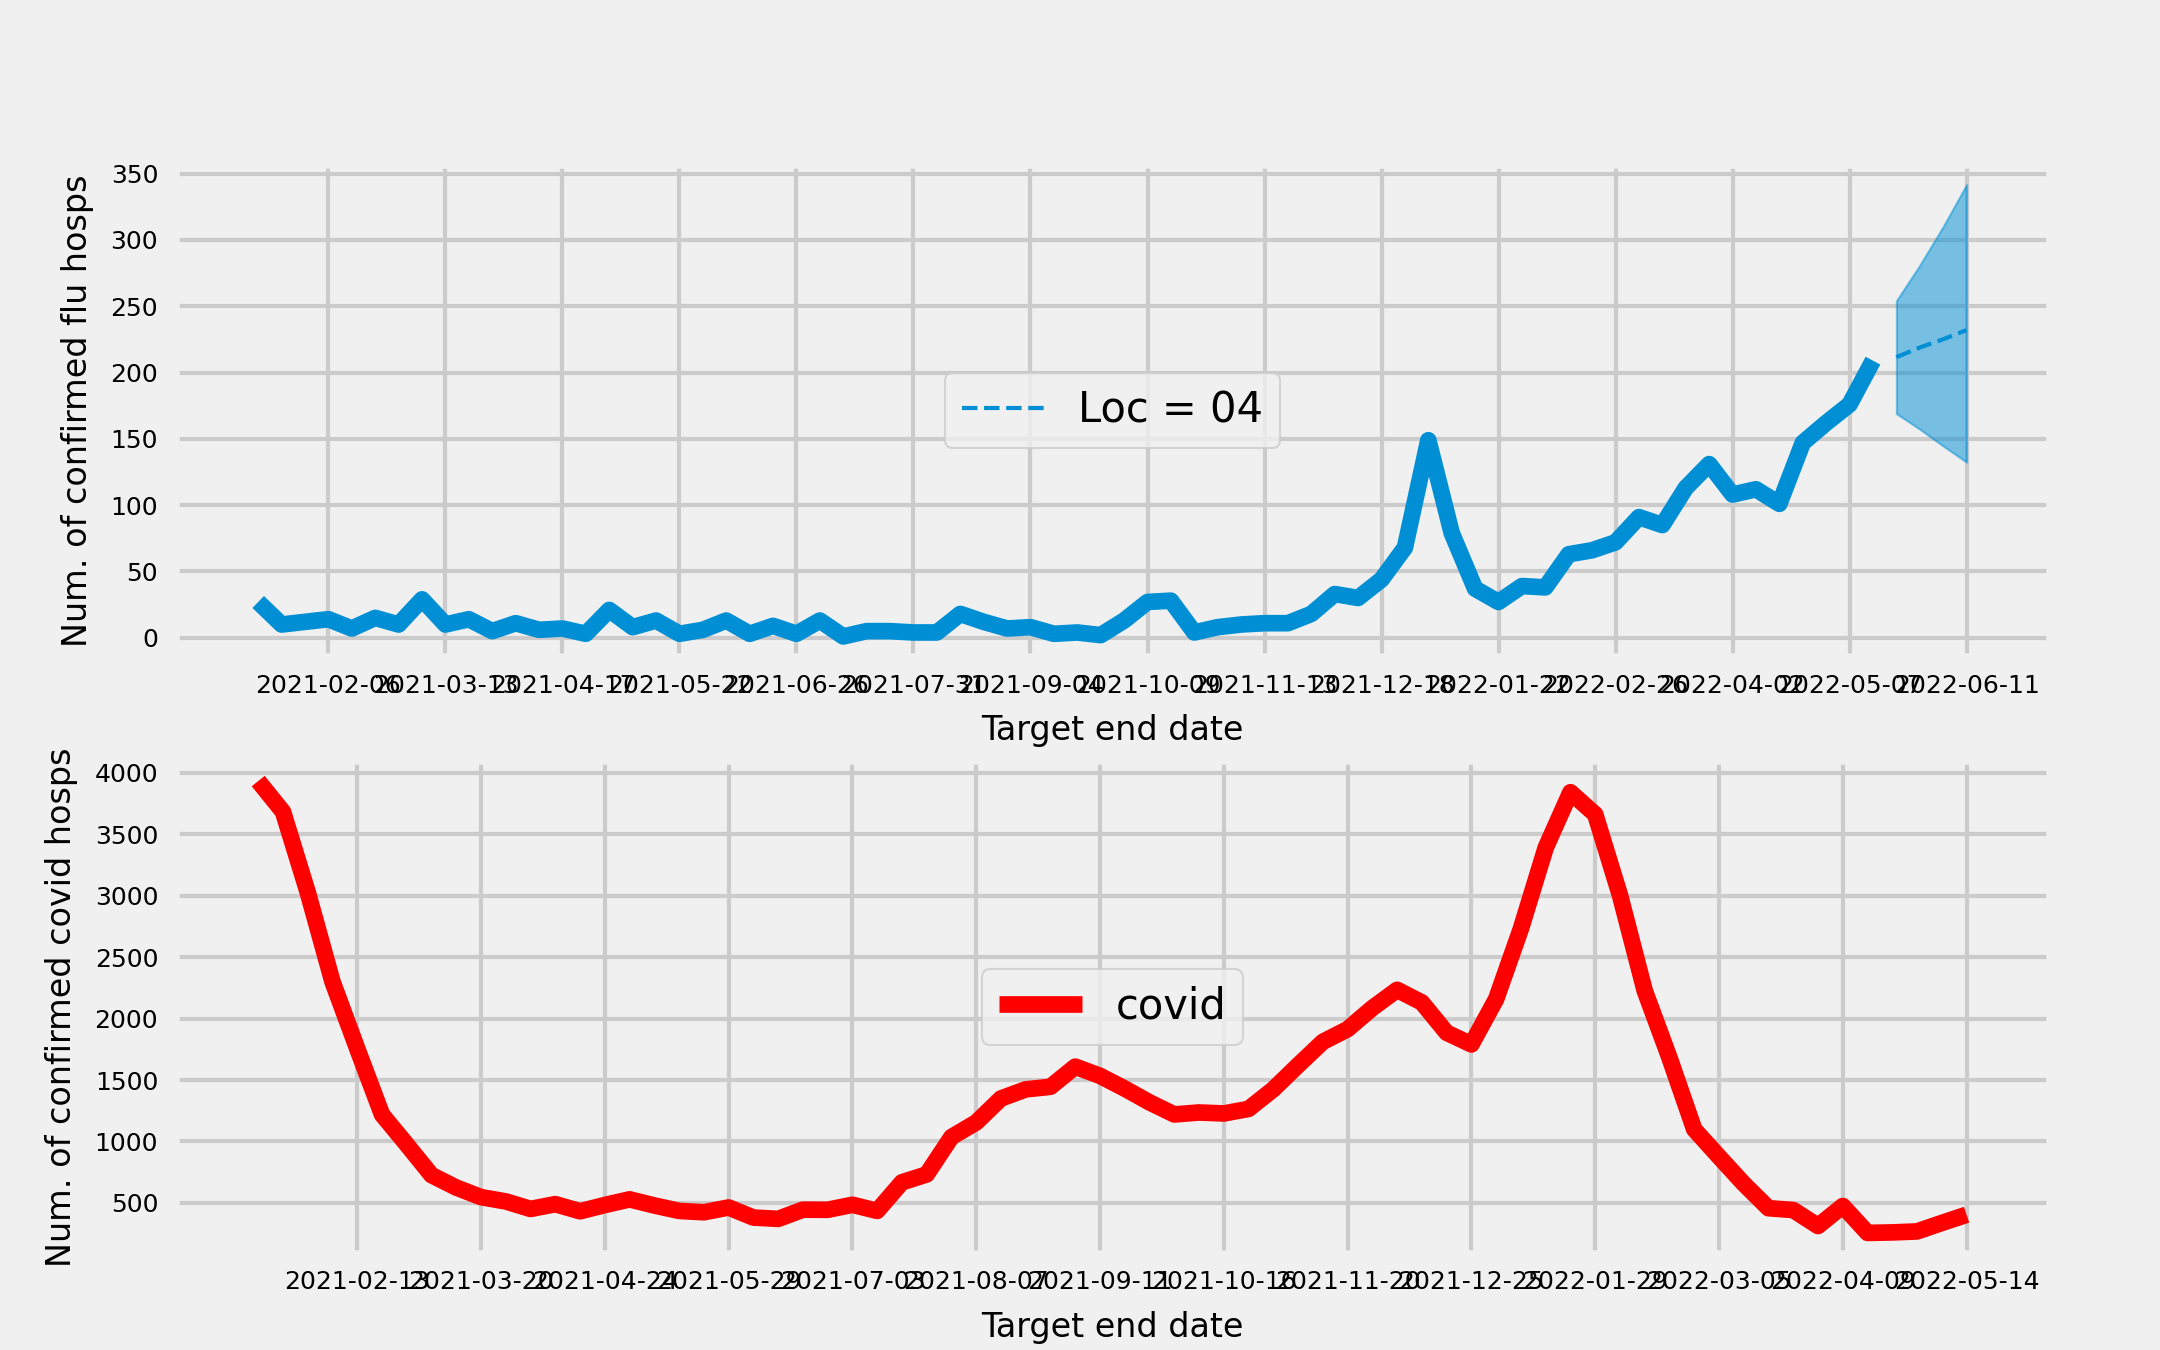 Num. of confirmed flu hosps
350
300
250
200
150
100
50
0
Loc = 04
2021-02-06 2021-03-13 2021-04-17 2021-05-22 2021-06-26 2021-07-31 2021-09-04 2021-10-09 2021-11-13 2021-12-18 2022-01-22 2022-02-26 2022-04-02 2022-05-07 2022-06-11
Target end date
Num. of confirmed covid hosps
4000
3500
3000
2500
2000
1500
1000
500
covid
2021-02-13 2021-03-20 2021-04-24 2021-05-29 2021-07-03 2021-08-07 2021-09-11 2021-10-16 2021-11-20 2021-12-25 2022-01-29 2022-03-05 2022-04-09 2022-05-14
Target end date